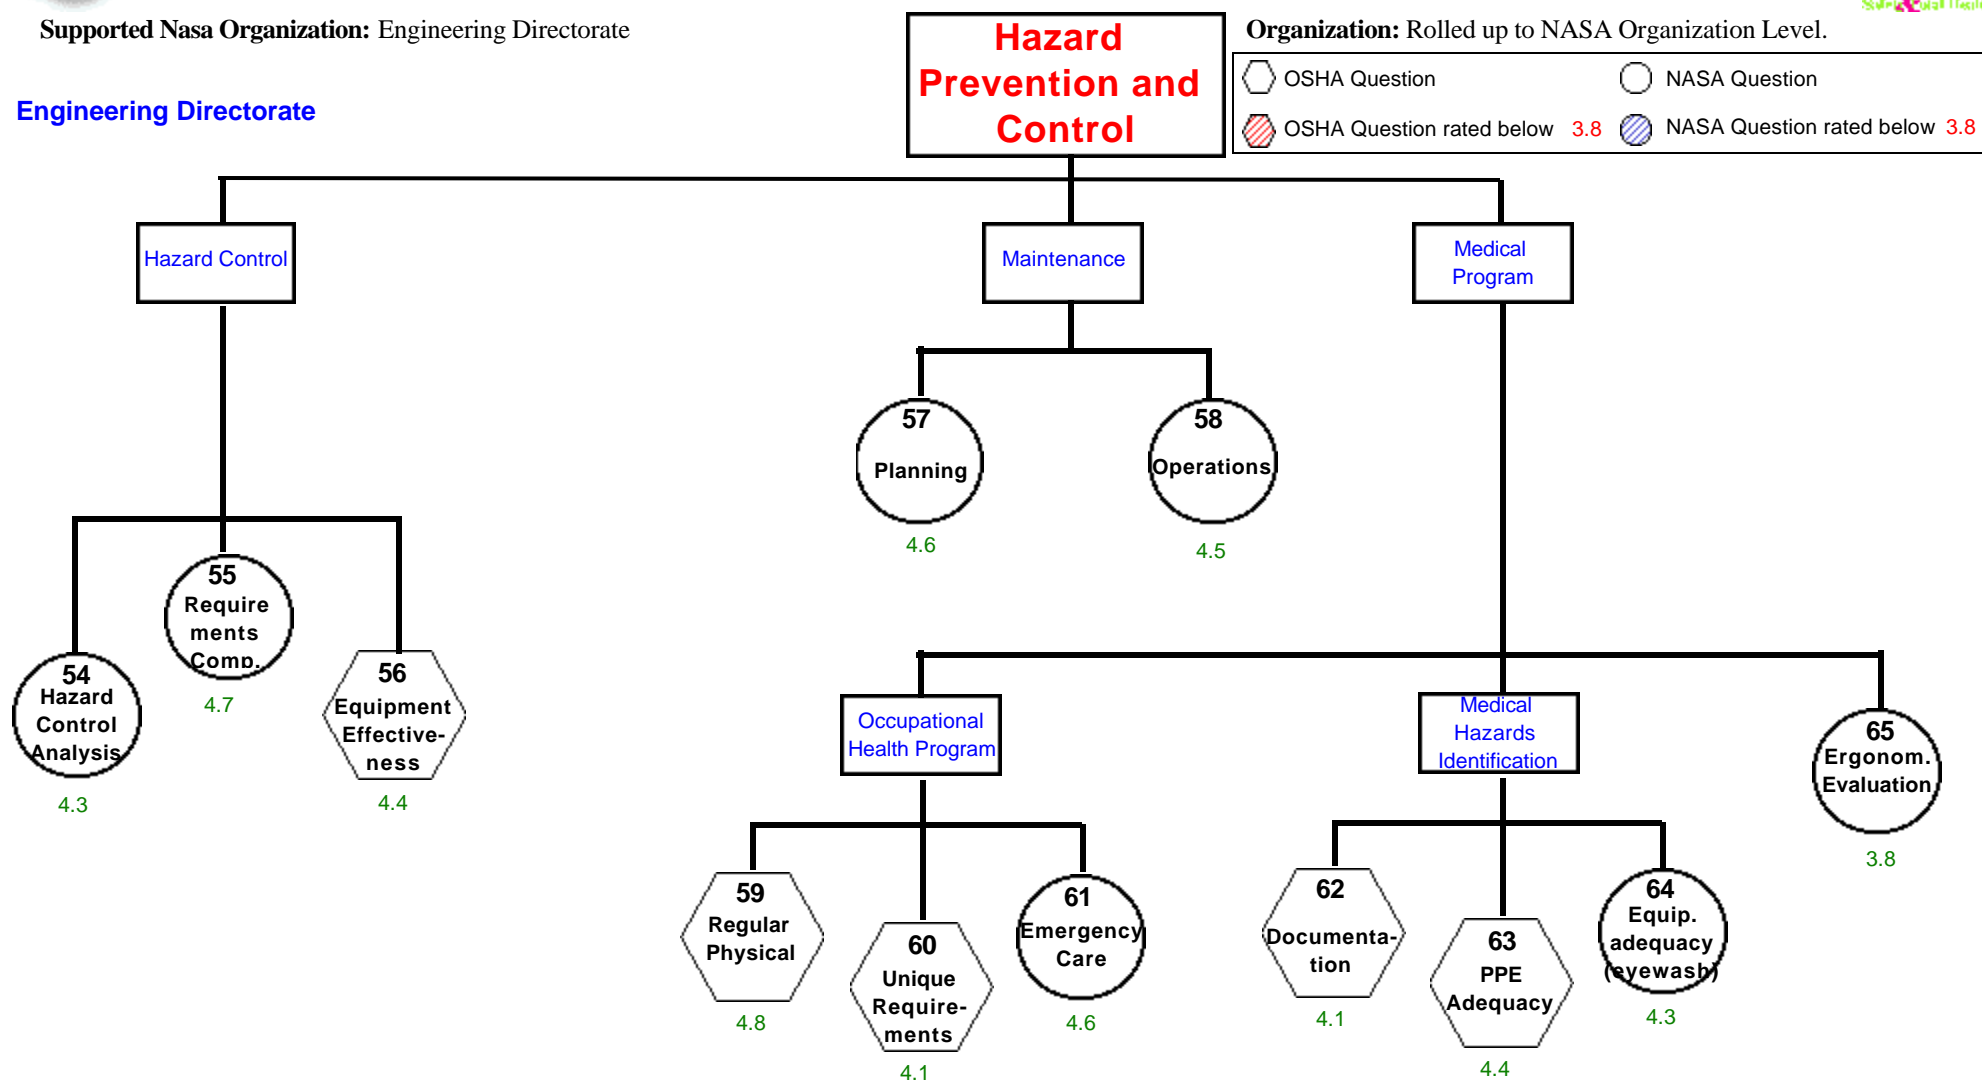 Supported Nasa Organization: Engineering Directorate
Organization: Rolled up to NASA Organization Level.
Hazard
Prevention and
Control
OSHA Question
NASA Question
OSHA Question rated below 3.8
NASA Question rated below 3.8
Engineering Directorate
Hazard Control
Maintenance
Medical
Program
57
Planning
4.6
58
Operations
4.5
54
Hazard
Control
Analysis
4.3
55
Require
ments
Comp.
4.7
56
Equipment
Effective-
ness
4.4
Occupational
Health Program
Medical
Hazards
Identification
65
Ergonom.
Evaluation
3.8
59
Regular
Physical
4.8
60
Unique
Require-
ments
4.1
61
Emergency
Care
4.6
62
Documenta-
tion
4.1
63
PPE
Adequacy
4.4
64
Equip.
adequacy
(eyewash)
4.3